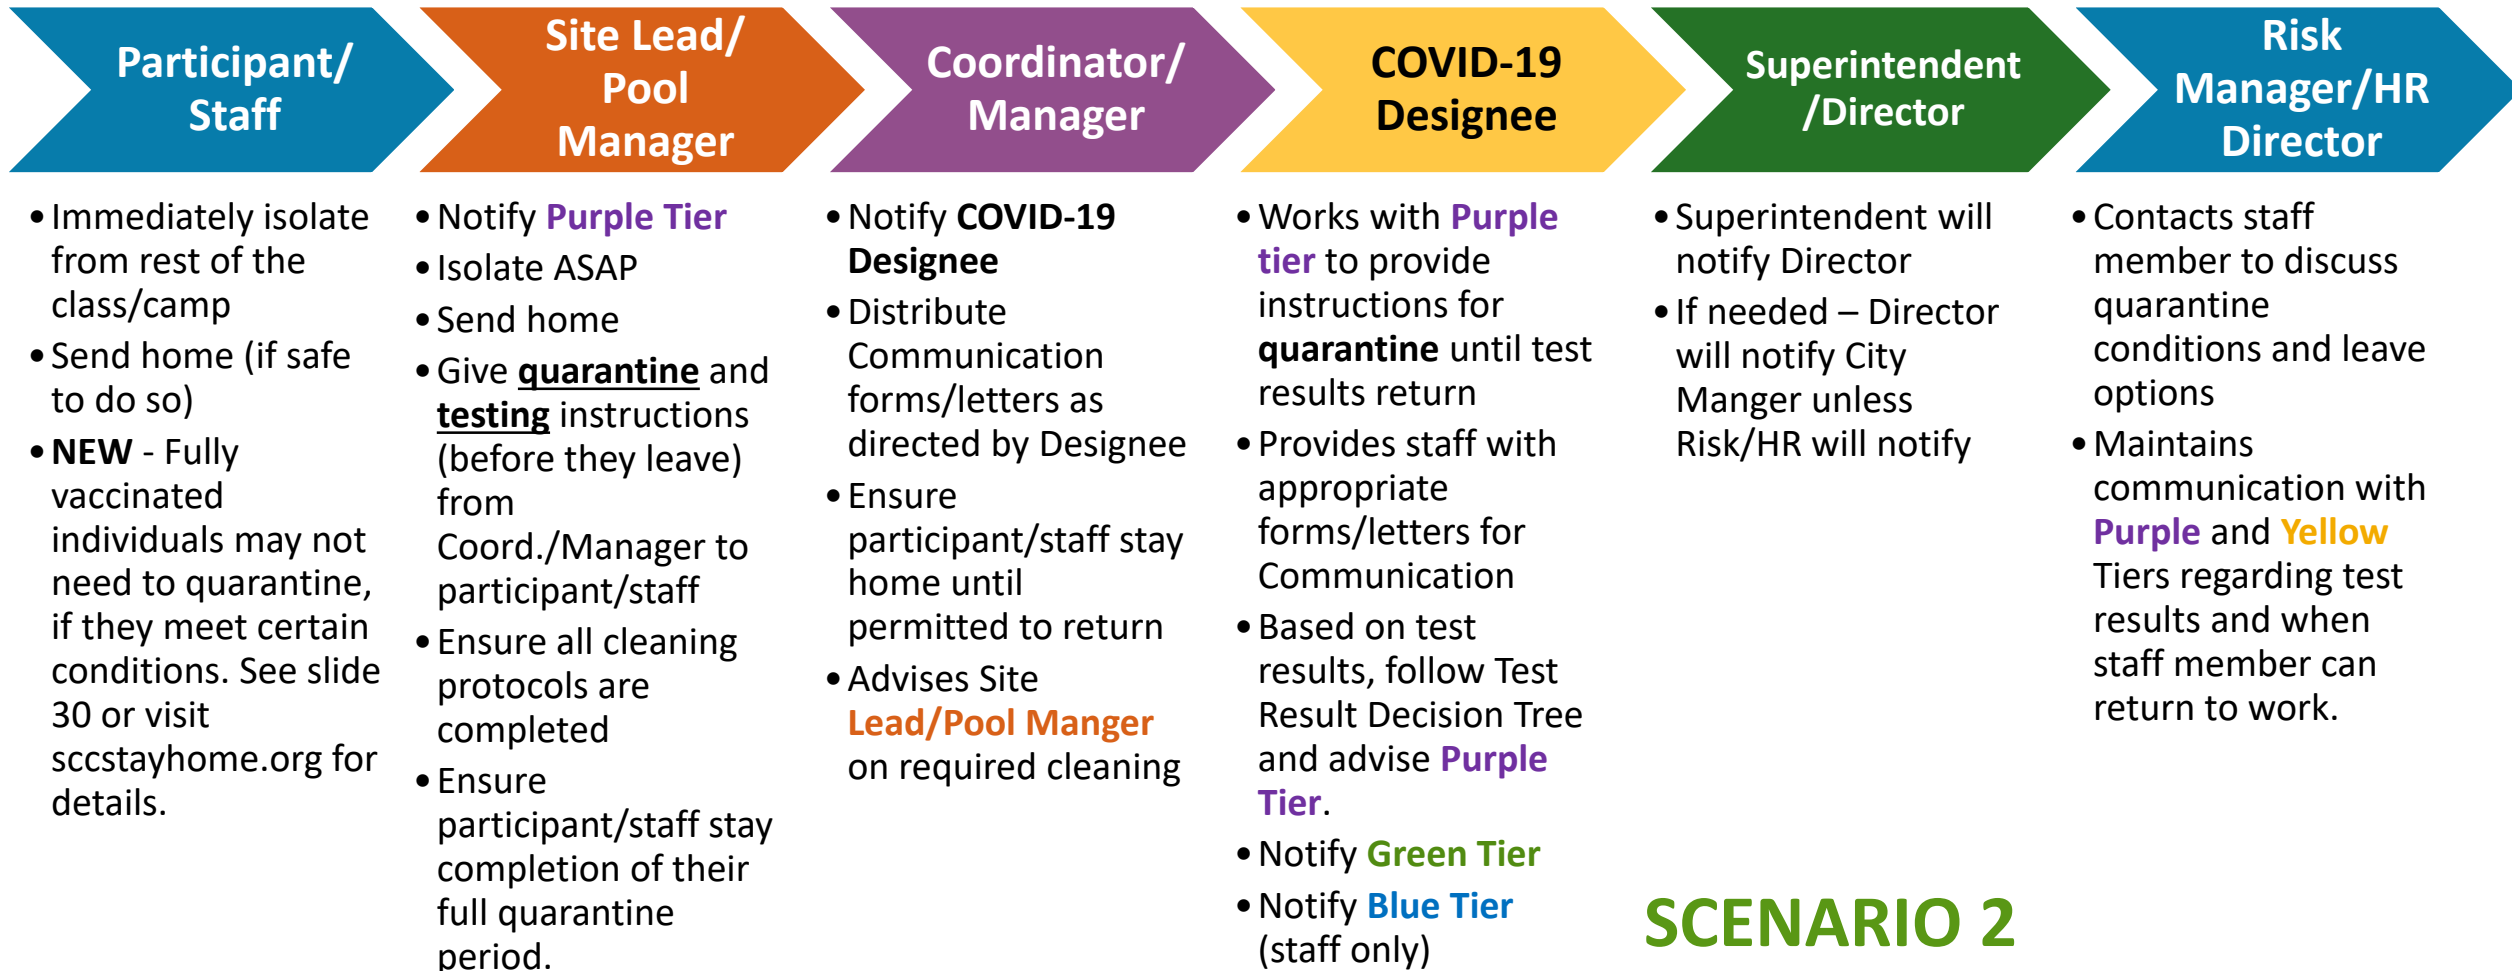 Participant/
Staff
Site Lead/
Pool
Manager
Coordinator/
Manager
COVID-19
Designee
Superintendent
/Director
Risk
Manager/HR
Director
• Immediately isolate
from rest of the
class/camp
• Send home (if safe
to do so)
• NEW - Fully
vaccinated
individuals may not
need to quarantine,
if they meet certain
conditions. See slide
30 or visit
sccstayhome.org for
details.
• Notify Purple Tier
• Isolate ASAP
• Send home
• Give quarantine and
testing instructions
(before they leave)
from
Coord./Manager to
participant/staff
• Ensure all cleaning
protocols are
completed
• Ensure
participant/staff stay
completion of their
full quarantine
period.
• Notify COVID-19
Designee
• Distribute
Communication
forms/letters as
directed by Designee
• Ensure
participant/staff stay
home until
permitted to return
• Advises Site
Lead/Pool Manger
on required cleaning
• Works with Purple
tier to provide
instructions for
quarantine until test
results return
• Provides staff with
appropriate
forms/letters for
Communication
• Based on test
results, follow Test
Result Decision Tree
and advise Purple
Tier.
• Notify Green Tier
• Notify Blue Tier
(staff only)
• Superintendent will
notify Director
• If needed – Director
will notify City
Manger unless
Risk/HR will notify
• Contacts staff
member to discuss
quarantine
conditions and leave
options
• Maintains
communication with
Purple and Yellow
Tiers regarding test
results and when
staff member can
return to work.
SCENARIO 2